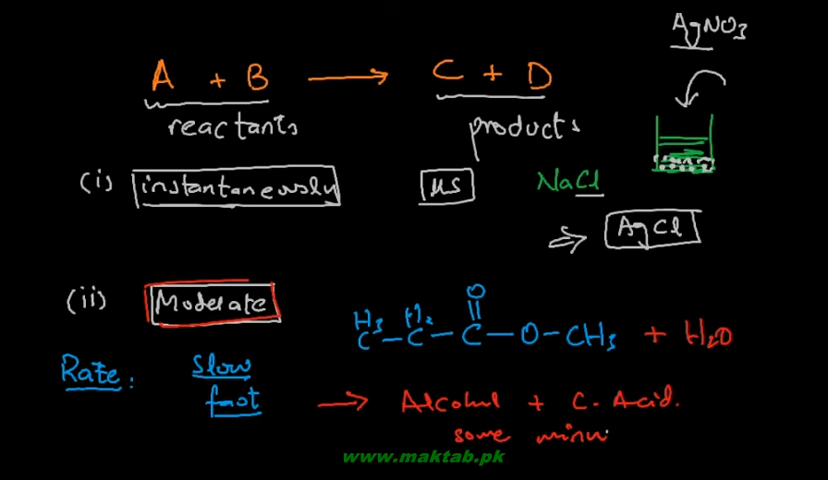 AgNO3
A + B → C + D
reactants products
(i) instantaneously μs NaCl
⇒ AgCl
(ii) Moderate
O
H3 H2
C – C – C – O – CH3 + H2O
Rate: slow
fast → Alcohol + C. Acid.
some minu
www.maktab.pk